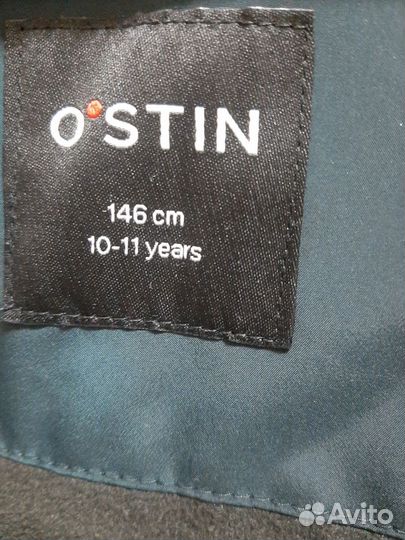 O'STIN
146 cm
10-11 years
Avito